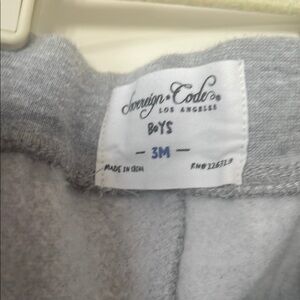 Sovereign • Code®
LOS ANGELES
BOYS
- 3M -
MADE IN CHINA